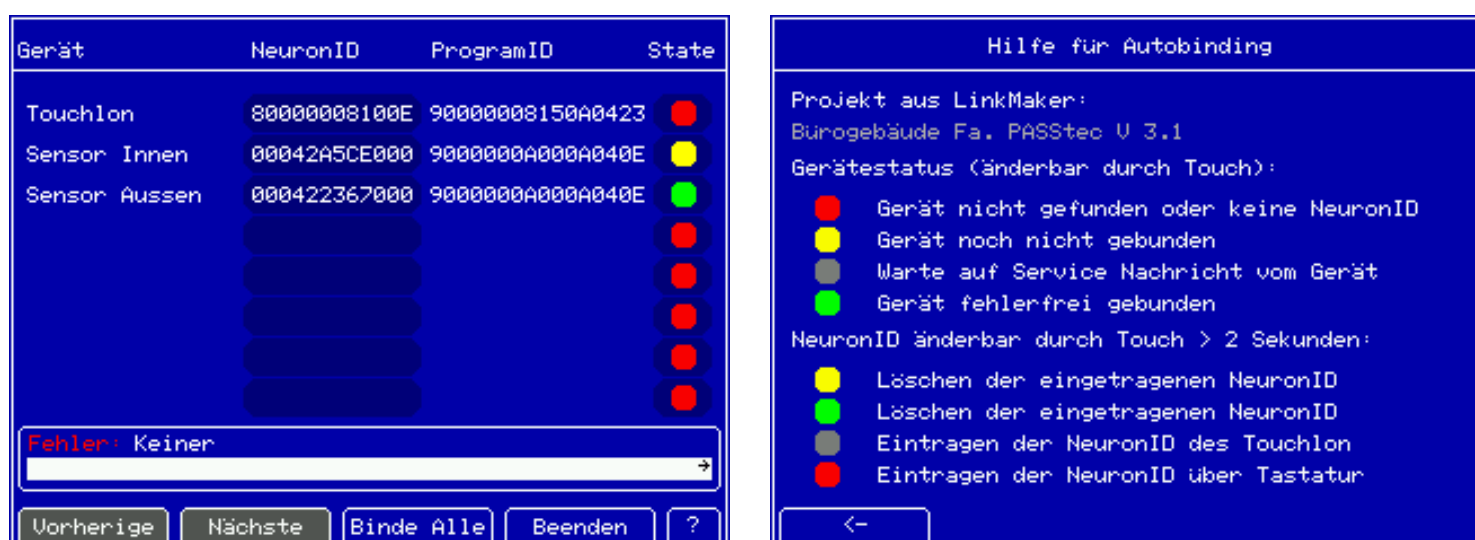 Gerät NeuronID ProgramID State
Touchlon 80000008100E 90000008150A0423
Sensor Innen 00042A5CE000 9000000A000A040E
Sensor Aussen 000422367000 9000000A000A040E
Fehler: Keiner
→
Vorherige Nächste Binde Alle Beenden ?
Hilfe für Autobinding
Projekt aus LinkMaker:
Bürogebäude Fa. PASStec V 3.1
Gerätestatus (änderbar durch Touch):
Gerät nicht gefunden oder keine NeuronID
Gerät noch nicht gebunden
Warte auf Service Nachricht vom Gerät
Gerät fehlerfrei gebunden
NeuronID änderbar durch Touch > 2 Sekunden:
Löschen der eingetragenen NeuronID
Löschen der eingetragenen NeuronID
Eintragen der NeuronID des Touchlon
Eintragen der NeuronID über Tastatur
<-